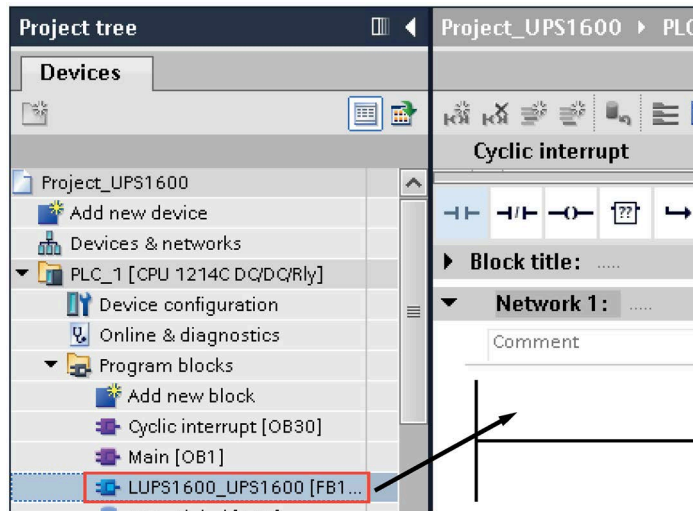 Project tree
Project_UPS1600 ▸ PLC
Devices
Cyclic interrupt
Project_UPS1600
Add new device
Devices & networks
PLC_1 [CPU 1214C DC/DC/Rly]
Device configuration
Online & diagnostics
Program blocks
Add new block
Cyclic interrupt [OB30]
Main [OB1]
LUPS1600_UPS1600 [FB1...
??
Block title: .....
Network 1: .....
Comment